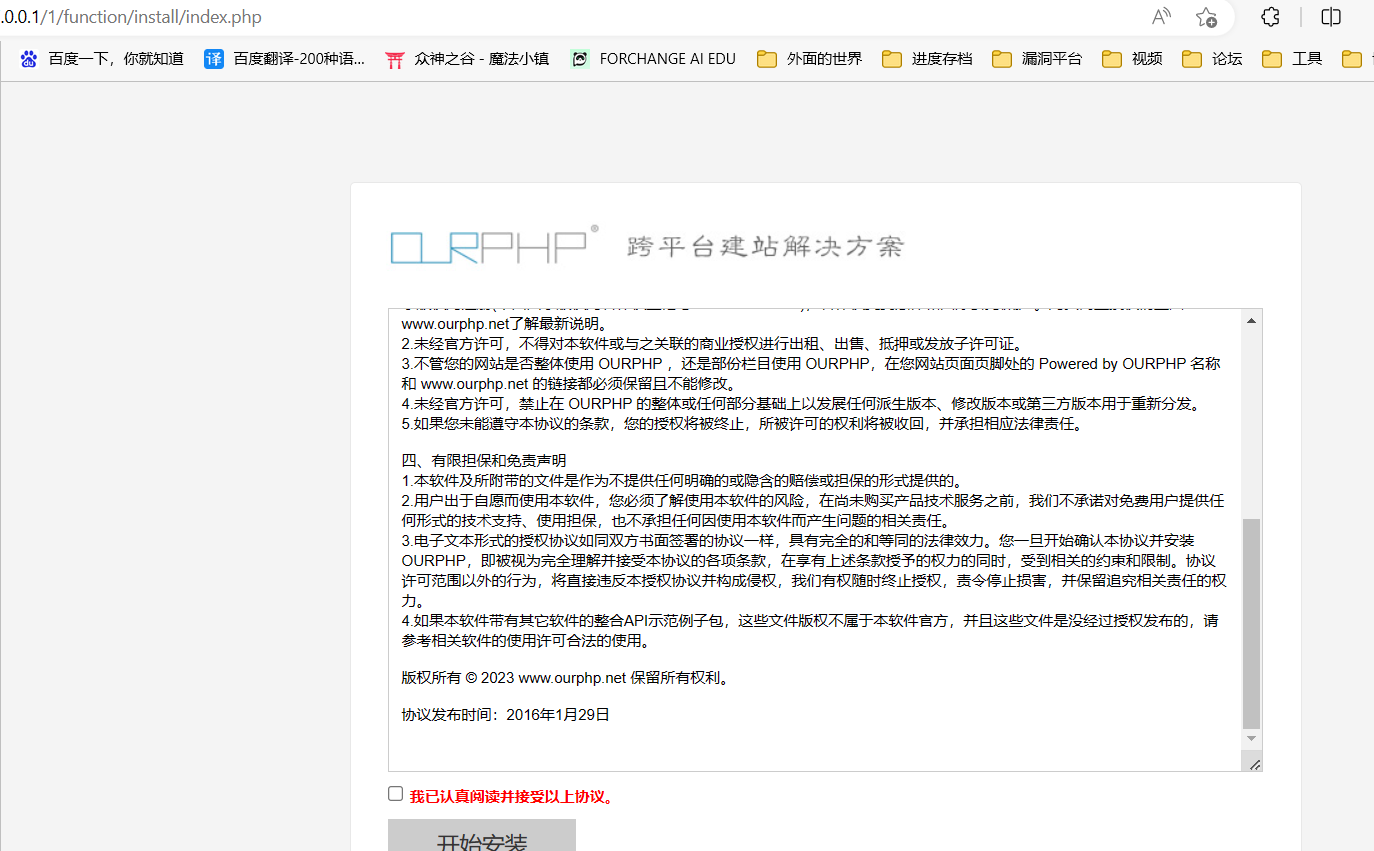 .0.0.1/1/function/install/index.php
百度一下，你就知道 百度翻译-200种语... 众神之谷 - 魔法小镇 FORCHANGE AI EDU 外面的世界 进度存档 漏洞平台 视频 论坛 工具
OURPHP® 跨平台建站解决方案
www.ourphp.net了解最新说明。
2.未经官方许可，不得对本软件或与之关联的商业授权进行出租、出售、抵押或发放子许可证。
3.不管您的网站是否整体使用 OURPHP ，还是部份栏目使用 OURPHP，在您网站页面页脚处的 Powered by OURPHP 名称
和 www.ourphp.net 的链接都必须保留且不能修改。
4.未经官方许可，禁止在 OURPHP 的整体或任何部分基础上以发展任何派生版本、修改版本或第三方版本用于重新分发。
5.如果您未能遵守本协议的条款，您的授权将被终止，所被许可的权利将被收回，并承担相应法律责任。
四、有限担保和免责声明
1.本软件及所附带的文件是作为不提供任何明确的或隐含的赔偿或担保的形式提供的。
2.用户出于自愿而使用本软件，您必须了解使用本软件的风险，在尚未购买产品技术服务之前，我们不承诺对免费用户提供任
何形式的技术支持、使用担保，也不承担任何因使用本软件而产生问题的相关责任。
3.电子文本形式的授权协议如同双方书面签署的协议一样，具有完全的和等同的法律效力。您一旦开始确认本协议并安装
OURPHP，即被视为完全理解并接受本协议的各项条款，在享有上述条款授予的权力的同时，受到相关的约束和限制。协议
许可范围以外的行为，将直接违反本授权协议并构成侵权，我们有权随时终止授权，责令停止损害，并保留追究相关责任的权
力。
4.如果本软件带有其它软件的整合API示范例子包，这些文件版权不属于本软件官方，并且这些文件是没经过授权发布的，请
参考相关软件的使用许可合法的使用。
版权所有 © 2023 www.ourphp.net 保留所有权利。
协议发布时间：2016年1月29日
我已认真阅读并接受以上协议。
开始安装